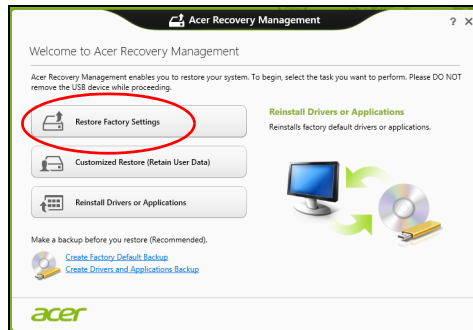 Acer Recovery Management
? X
Welcome to Acer Recovery Management
Acer Recovery Management enables you to restore your system. To begin, select the task you want to perform. Please DO NOT
remove the USB device while proceeding.
Restore Factory Settings
Customized Restore (Retain User Data)
Reinstall Drivers or Applications
Reinstall Drivers or Applications
Reinstalls factory default drivers or applications.
Make a backup before you restore (Recommended).
Create Factory Default Backup
Create Drivers and Applications Backup
acer